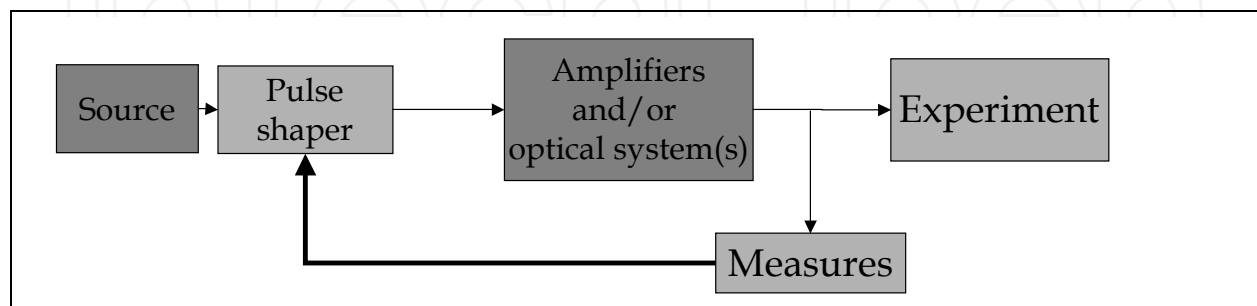 Source
Pulse
shaper
Amplifiers
and/or
optical system(s)
Experiment
Measures